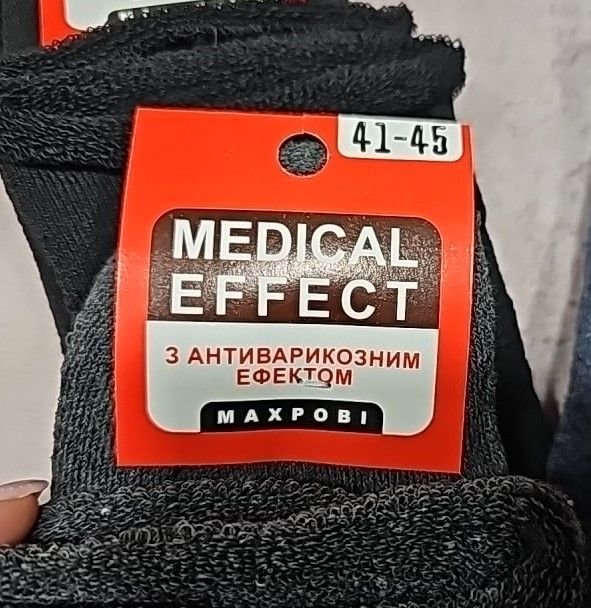 41-45
MEDICAL
EFFECT
З АНТИВАРИКОЗНИМ
ЕФЕКТОМ
МАХРОВІ